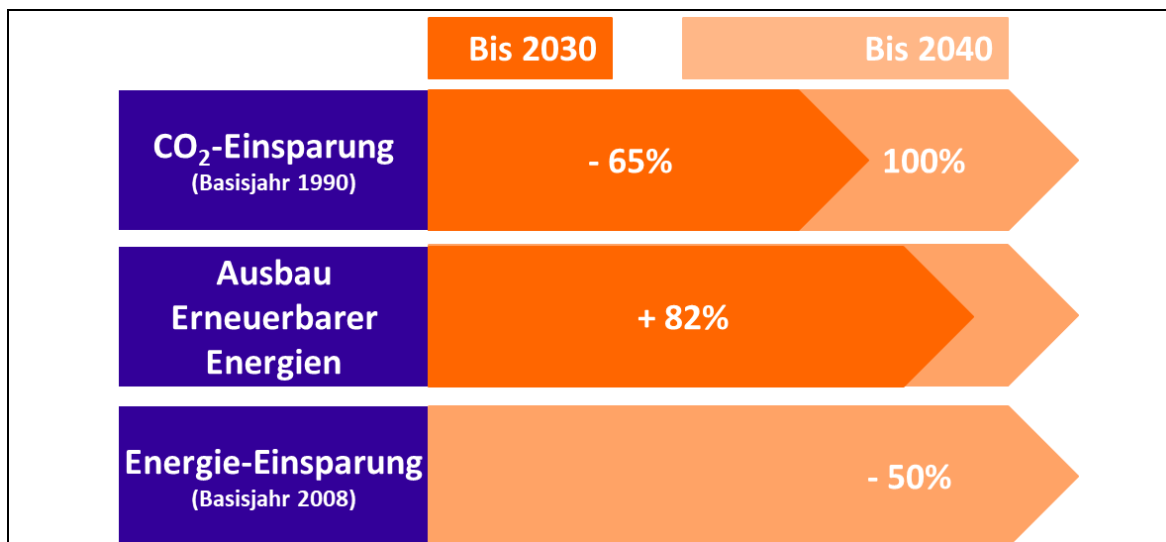 Bis 2030
Bis 2040
CO₂-Einsparung
(Basisjahr 1990)
- 65%
100%
Ausbau
Erneuerbarer
Energien
+ 82%
Energie-Einsparung
(Basisjahr 2008)
- 50%